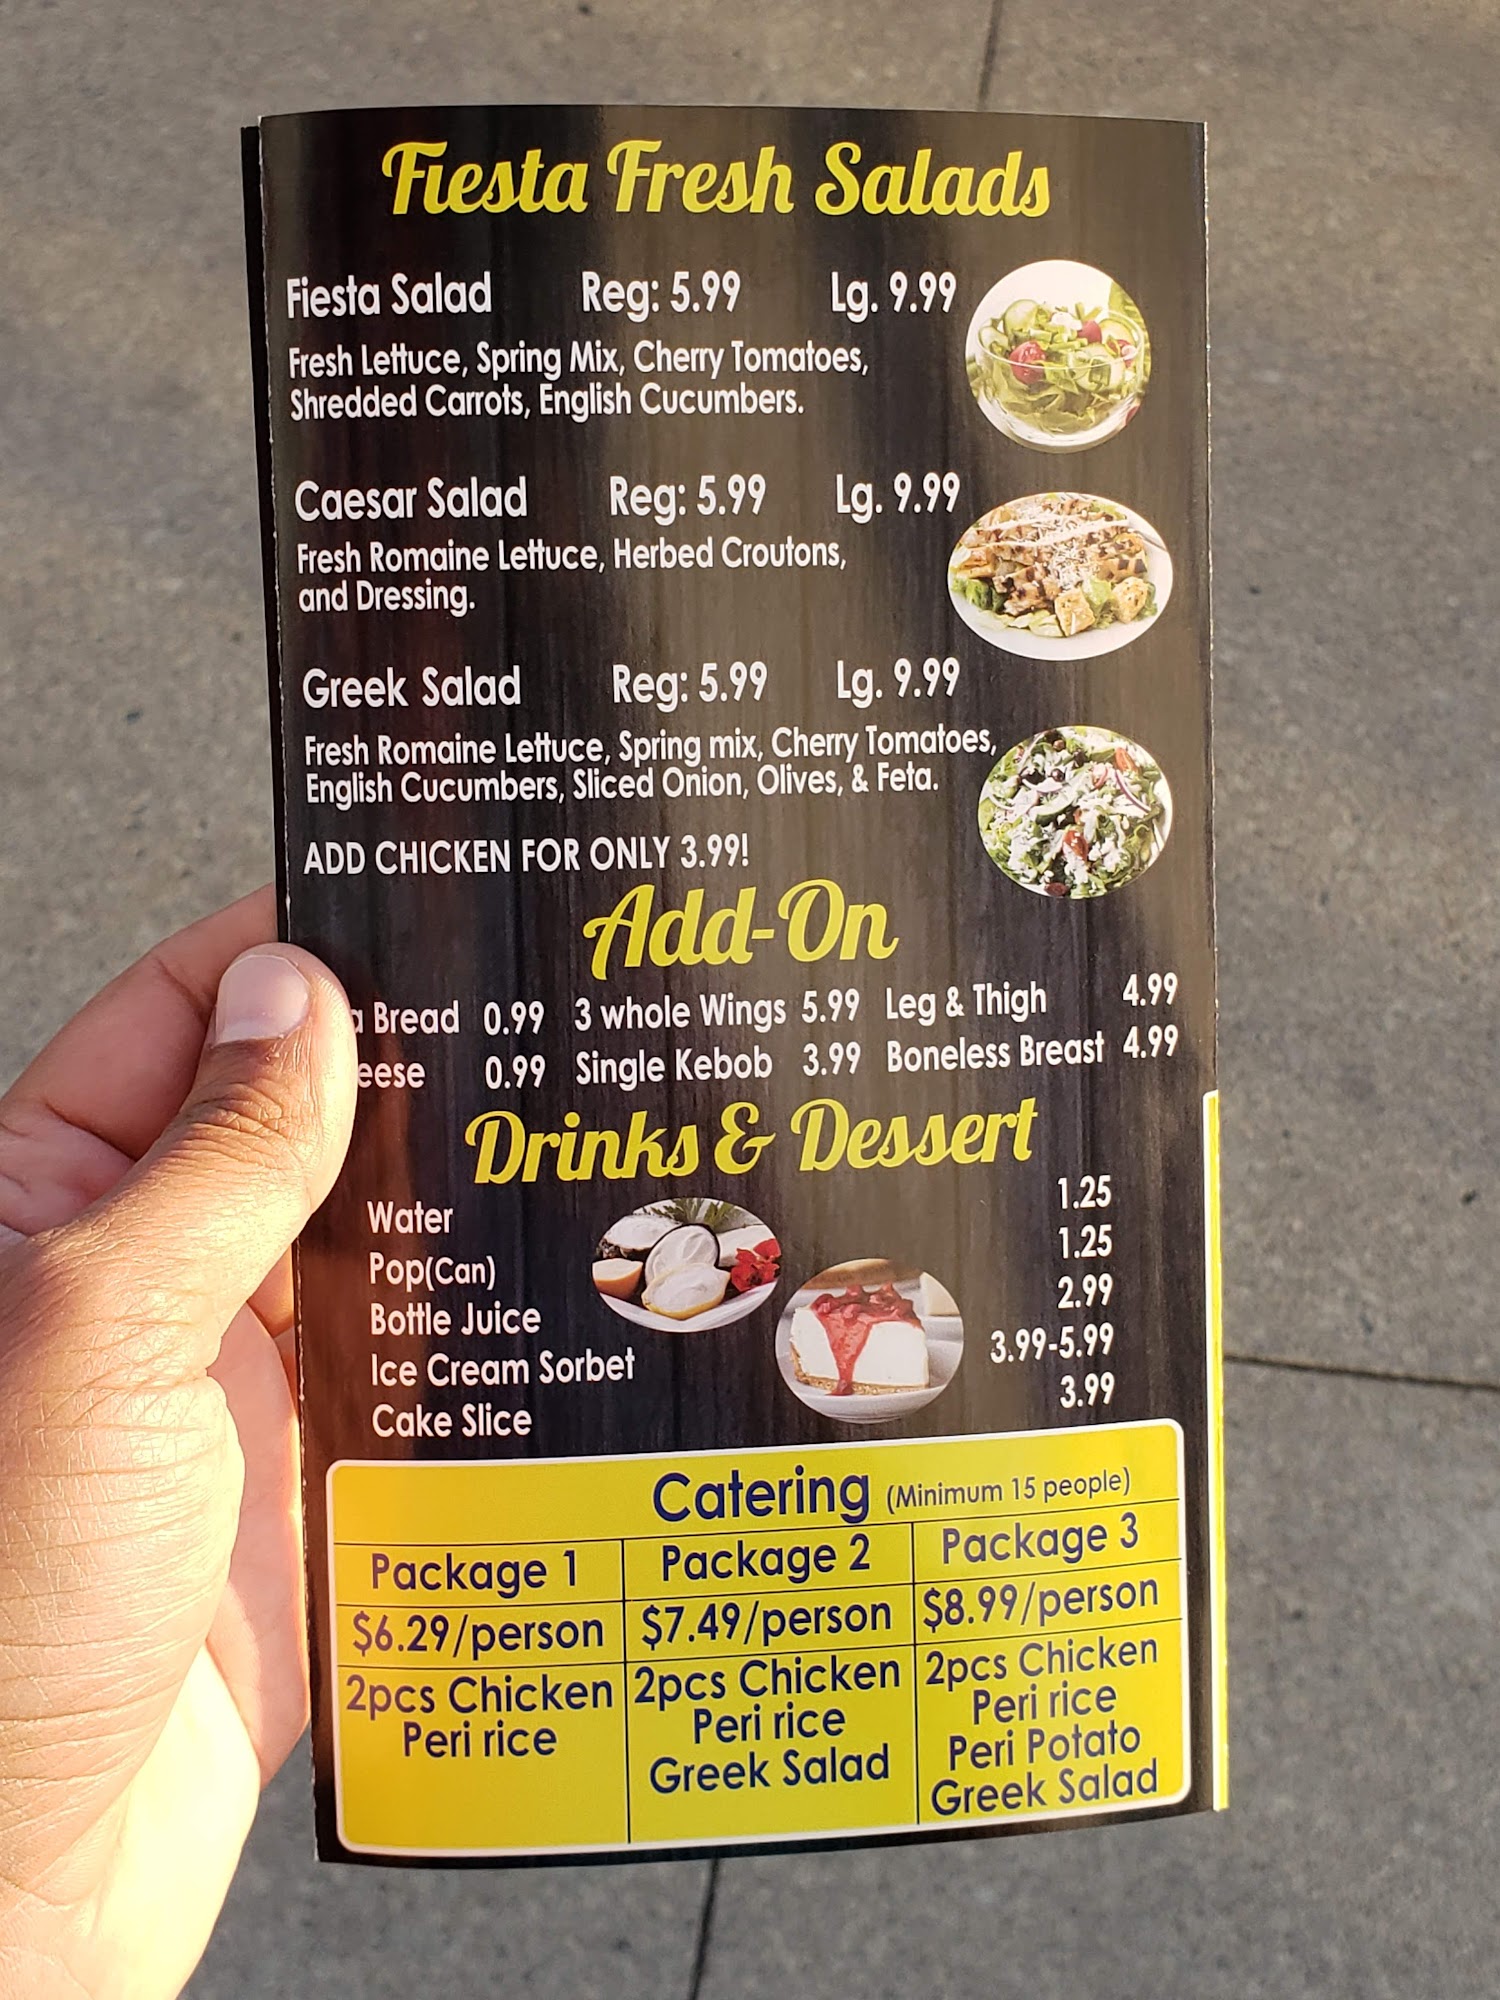 Fiesta Fresh Salads
Fiesta Salad Reg: 5.99 Lg. 9.99
Fresh Lettuce, Spring Mix, Cherry Tomatoes,
Shredded Carrots, English Cucumbers.
Caesar Salad Reg: 5.99 Lg. 9.99
Fresh Romaine Lettuce, Herbed Croutons,
and Dressing.
Greek Salad Reg: 5.99 Lg. 9.99
Fresh Romaine Lettuce, Spring mix, Cherry Tomatoes,
English Cucumbers, Sliced Onion, Olives, & Feta.
ADD CHICKEN FOR ONLY 3.99!
Add-On
Bread 0.99 3 whole Wings 5.99 Leg & Thigh 4.99
0.99 Single Kebob 3.99 Boneless Breast 4.99
Drinks & Dessert
Water 1.25
Pop(Can) 1.25
Bottle Juice 2.99
Ice Cream Sorbet 3.99-5.99
Cake Slice 3.99
Catering (Minimum 15 people)
Package 1 Package 2 Package 3
$6.29/person $7.49/person $8.99/person
2pcs Chicken 2pcs Chicken 2pcs Chicken
Peri rice Peri rice Peri rice
Greek Salad Peri Potato
Greek Salad